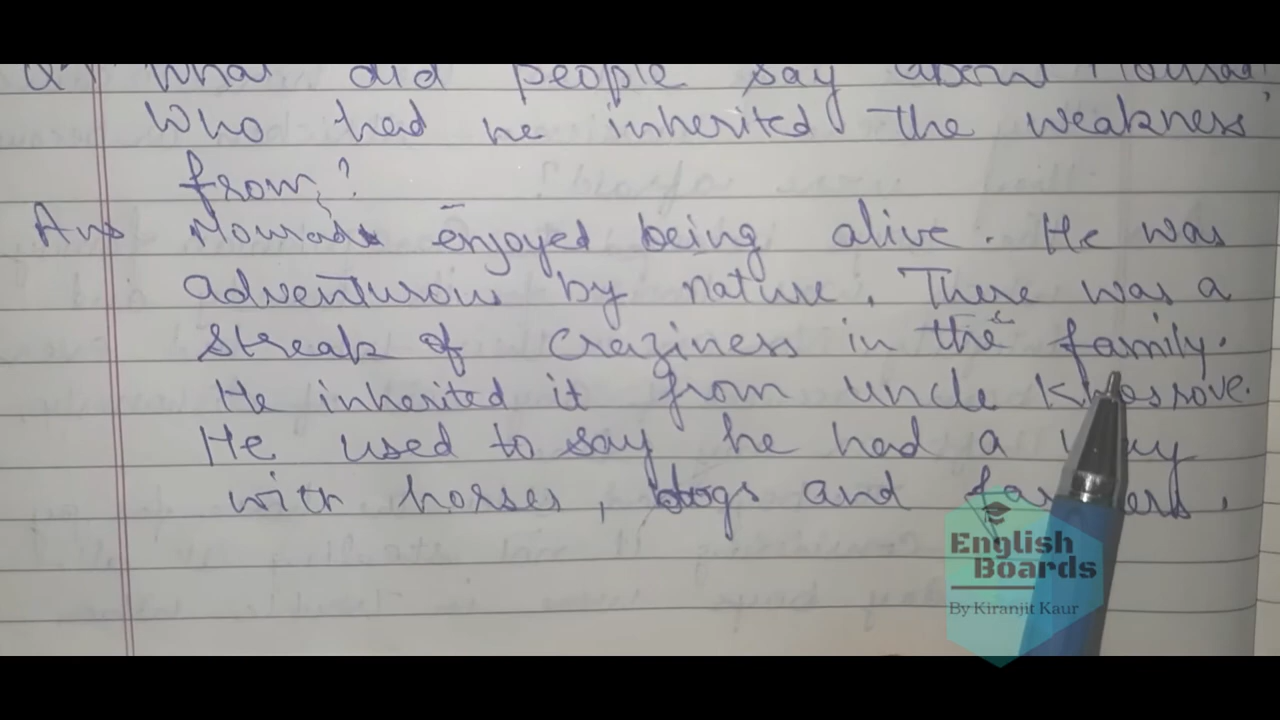 What did people say about Mourad?
Who had he inherited the weakness
from?
Ans Mourad enjoyed being alive. He was
adventurous by nature. There was a
streak of craziness in the family.
He inherited it from uncle
He used to say he had a
with horses, dogs and
English
Boards
By Kiranjit Kaur